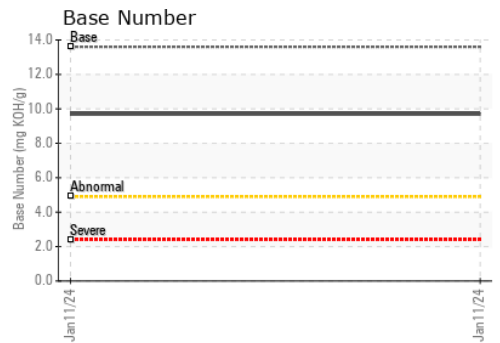 Base Number
14.0
12.0
10.0
8.0
6.0
4.0
2.0
0.0
Base Number (mg KOH/g)
Base
Abnormal
Severe
Jan11/24
Jan11/24